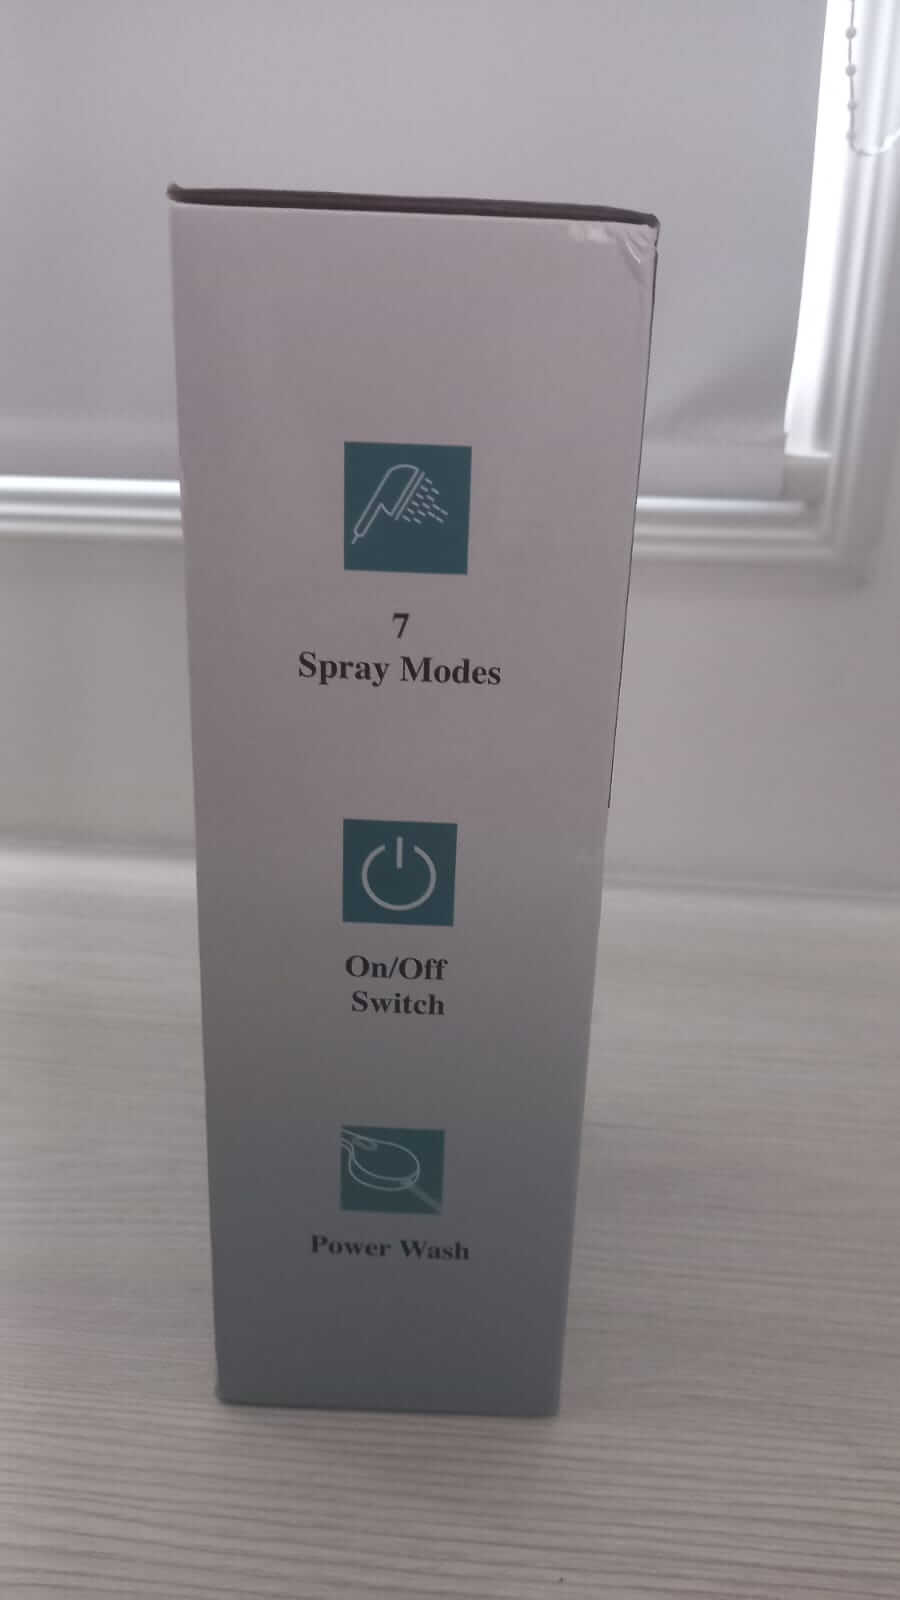 7
Spray Modes
On/Off
Switch
Power Wash